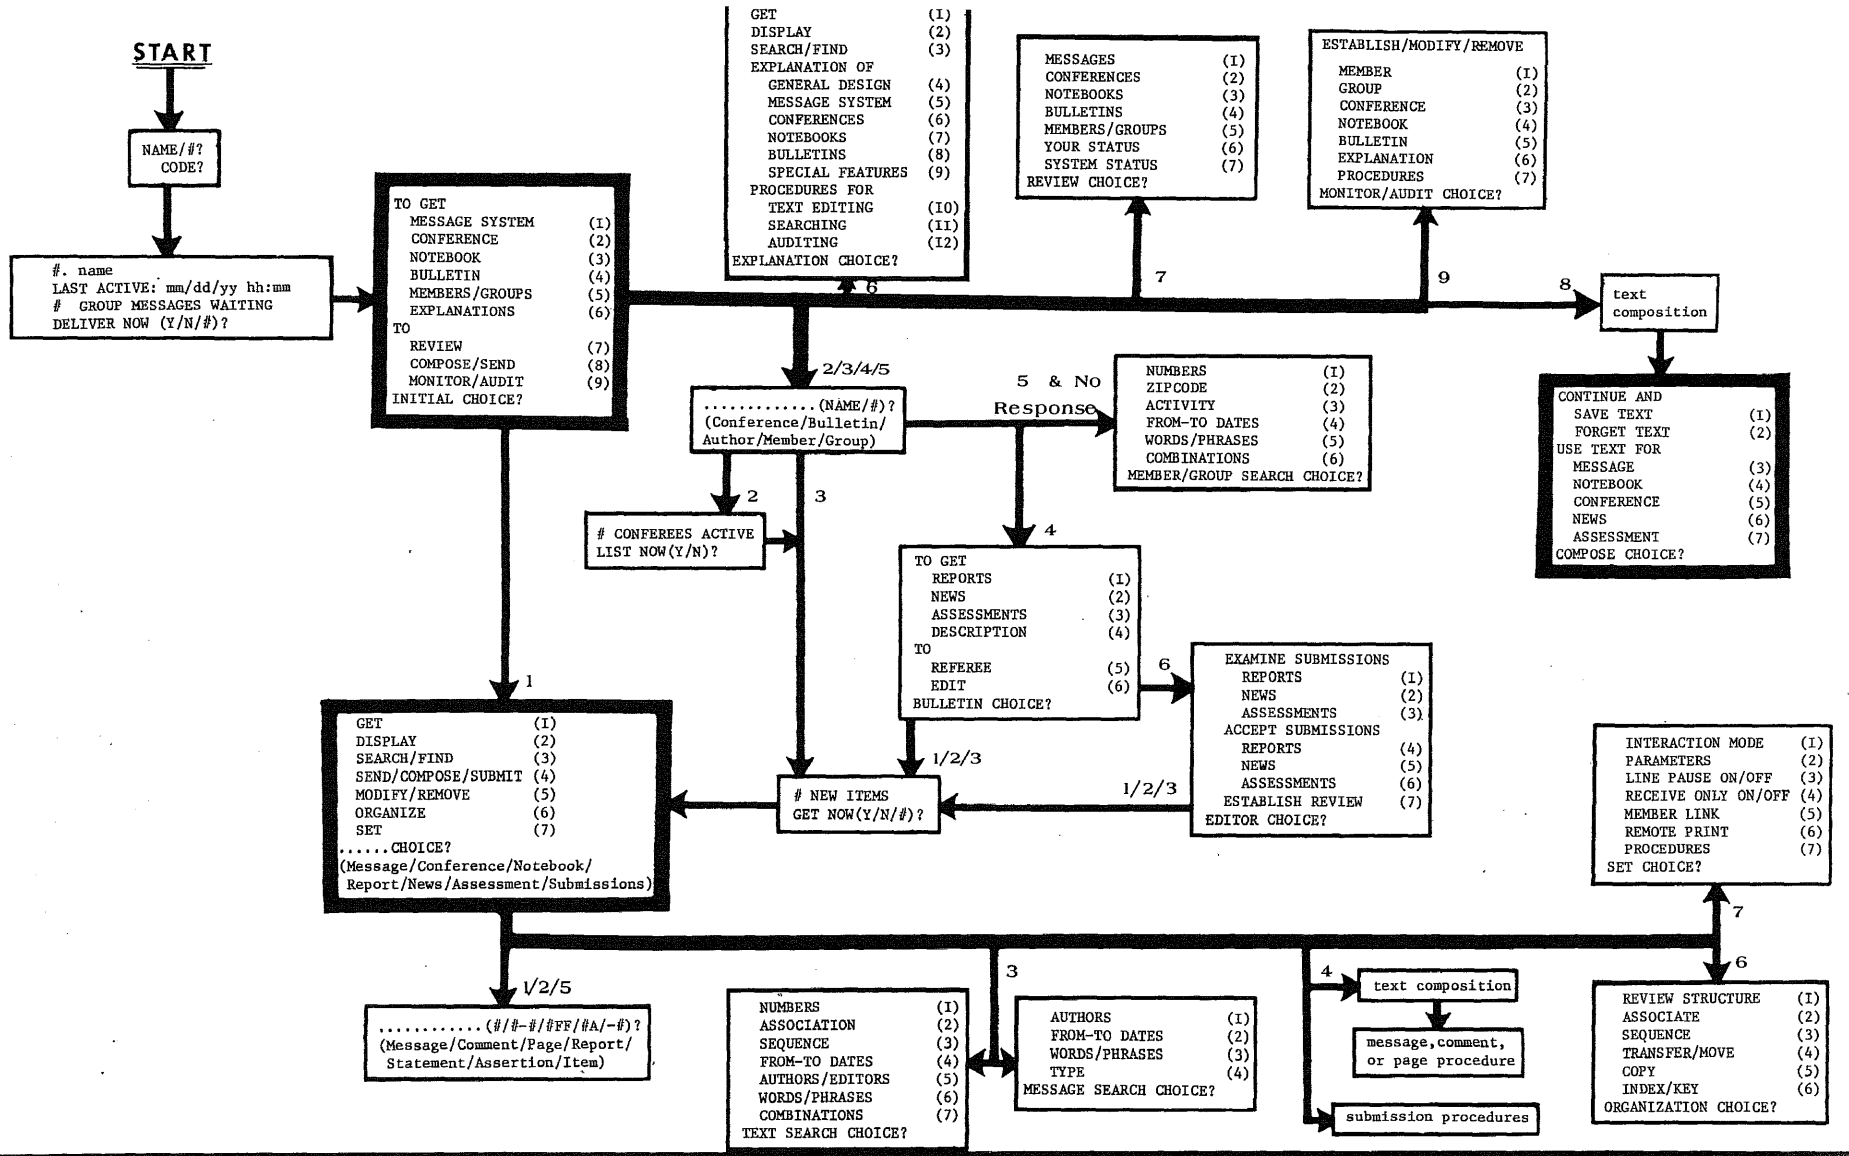 START
NAME/#?
CODE?
#. name
LAST ACTIVE: mm/dd/yy hh:mm
# GROUP MESSAGES WAITING
DELIVER NOW (Y/N/#)?
TO GET
MESSAGE SYSTEM (1)
CONFERENCE (2)
NOTEBOOK (3)
BULLETIN (4)
MEMBERS/GROUPS (5)
EXPLANATIONS (6)
TO
REVIEW (7)
COMPOSE/SEND (8)
MONITOR/AUDIT (9)
INITIAL CHOICE?
GET (1)
DISPLAY (2)
SEARCH/FIND (3)
EXPLANATION OF
GENERAL DESIGN (4)
MESSAGE SYSTEM (5)
CONFERENCES (6)
NOTEBOOKS (7)
BULLETINS (8)
SPECIAL FEATURES (9)
PROCEDURES FOR
TEXT EDITING (10)
SEARCHING (11)
AUDITING (12)
EXPLANATION CHOICE?
6
MESSAGES (1)
CONFERENCES (2)
NOTEBOOKS (3)
BULLETINS (4)
MEMBERS/GROUPS (5)
YOUR STATUS (6)
SYSTEM STATUS (7)
REVIEW CHOICE?
7
ESTABLISH/MODIFY/REMOVE
MEMBER (1)
GROUP (2)
CONFERENCE (3)
NOTEBOOK (4)
BULLETIN (5)
EXPLANATION (6)
PROCEDURES (7)
MONITOR/AUDIT CHOICE?
9
8
text
composition
CONTINUE AND
SAVE TEXT (1)
FORGET TEXT (2)
USE TEXT FOR
MESSAGE (3)
NOTEBOOK (4)
CONFERENCE (5)
NEWS (6)
ASSESSMENT (7)
COMPOSE CHOICE?
2/3/4/5
.............(NAME/#)?
(Conference/Bulletin/
Author/Member/Group)
5 & No
Response
NUMBERS (1)
ZIPCODE (2)
ACTIVITY (3)
FROM-TO DATES (4)
WORDS/PHRASES (5)
COMBINATIONS (6)
MEMBER/GROUP SEARCH CHOICE?
2
3
# CONFEREES ACTIVE
LIST NOW(Y/N)?
4
TO GET
REPORTS (1)
NEWS (2)
ASSESSMENTS (3)
DESCRIPTION (4)
TO
REFEREE (5)
EDIT (6)
BULLETIN CHOICE?
6
EXAMINE SUBMISSIONS
REPORTS (1)
NEWS (2)
ASSESSMENTS (3)
ACCEPT SUBMISSIONS
REPORTS (4)
NEWS (5)
ASSESSMENTS (6)
ESTABLISH REVIEW (7)
EDITOR CHOICE?
1/2/3
1/2/3
# NEW ITEMS
GET NOW(Y/N/#)?
1
GET (1)
DISPLAY (2)
SEARCH/FIND (3)
SEND/COMPOSE/SUBMIT (4)
MODIFY/REMOVE (5)
ORGANIZE (6)
SET (7)
......CHOICE?
(Message/Conference/Notebook/
Report/News/Assessment/Submissions)
1/2/5
............(#/#-#/#FF/#A/-#)?
(Message/Comment/Page/Report/
Statement/Assertion/Item)
3
NUMBERS (1)
ASSOCIATION (2)
SEQUENCE (3)
FROM-TO DATES (4)
AUTHORS/EDITORS (5)
WORDS/PHRASES (6)
COMBINATIONS (7)
TEXT SEARCH CHOICE?
AUTHORS (1)
FROM-TO DATES (2)
WORDS/PHRASES (3)
TYPE (4)
MESSAGE SEARCH CHOICE?
4
text composition
message,comment,
or page procedure
submission procedures
INTERACTION MODE (1)
PARAMETERS (2)
LINE PAUSE ON/OFF (3)
RECEIVE ONLY ON/OFF (4)
MEMBER LINK (5)
REMOTE PRINT (6)
PROCEDURES (7)
SET CHOICE?
7
6
REVIEW STRUCTURE (1)
ASSOCIATE (2)
SEQUENCE (3)
TRANSFER/MOVE (4)
COPY (5)
INDEX/KEY (6)
ORGANIZATION CHOICE?